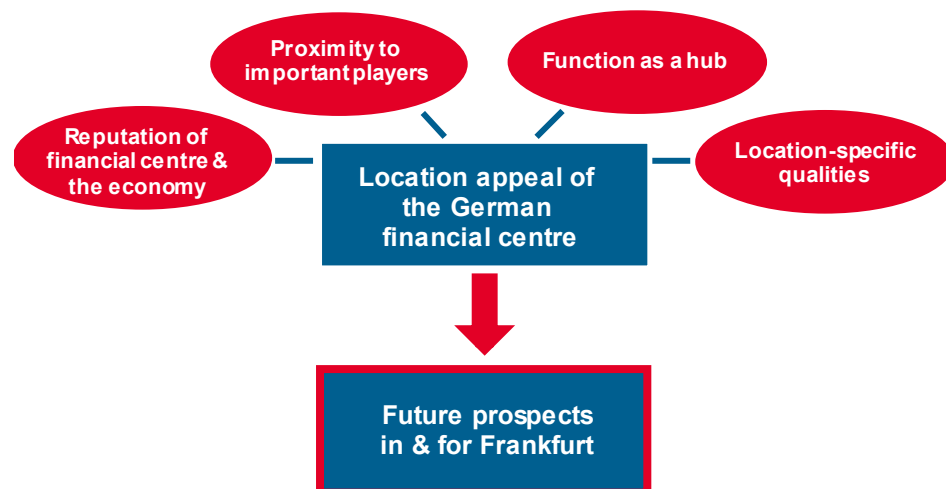 Proximity to
important players
Function as a hub
Reputation of
financial centre &
the economy
Location-specific
qualities
Location appeal of
the German
financial centre
Future prospects
in & for Frankfurt